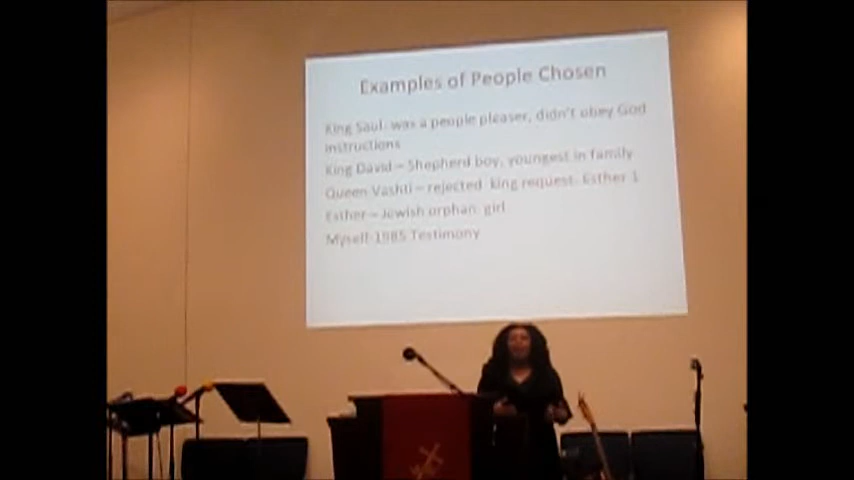 Examples of People Chosen
King Saul- was a people pleaser, didn't obey God
instructions
King David – Shepherd boy, youngest in family
Queen Vashti – rejected king request. Esther 1
Esther – Jewish orphan girl
Myself-1985 Testimony